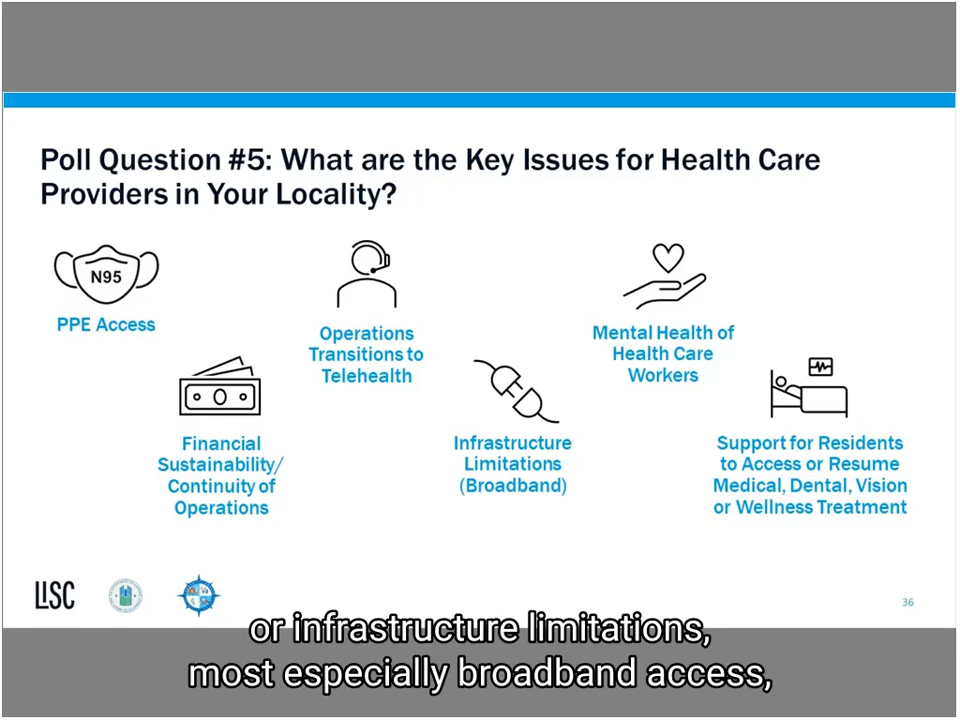 Poll Question #5: What are the Key Issues for Health Care
Providers in Your Locality?
N95
PPE Access
Operations
Transitions to
Telehealth
Mental Health of
Health Care
Workers
Financial
Sustainability/
Continuity of
Operations
Infrastructure
Limitations
(Broadband)
Support for Residents
to Access or Resume
Medical, Dental, Vision
or Wellness Treatment
LISC
36
or infrastructure limitations,
most especially broadband access,